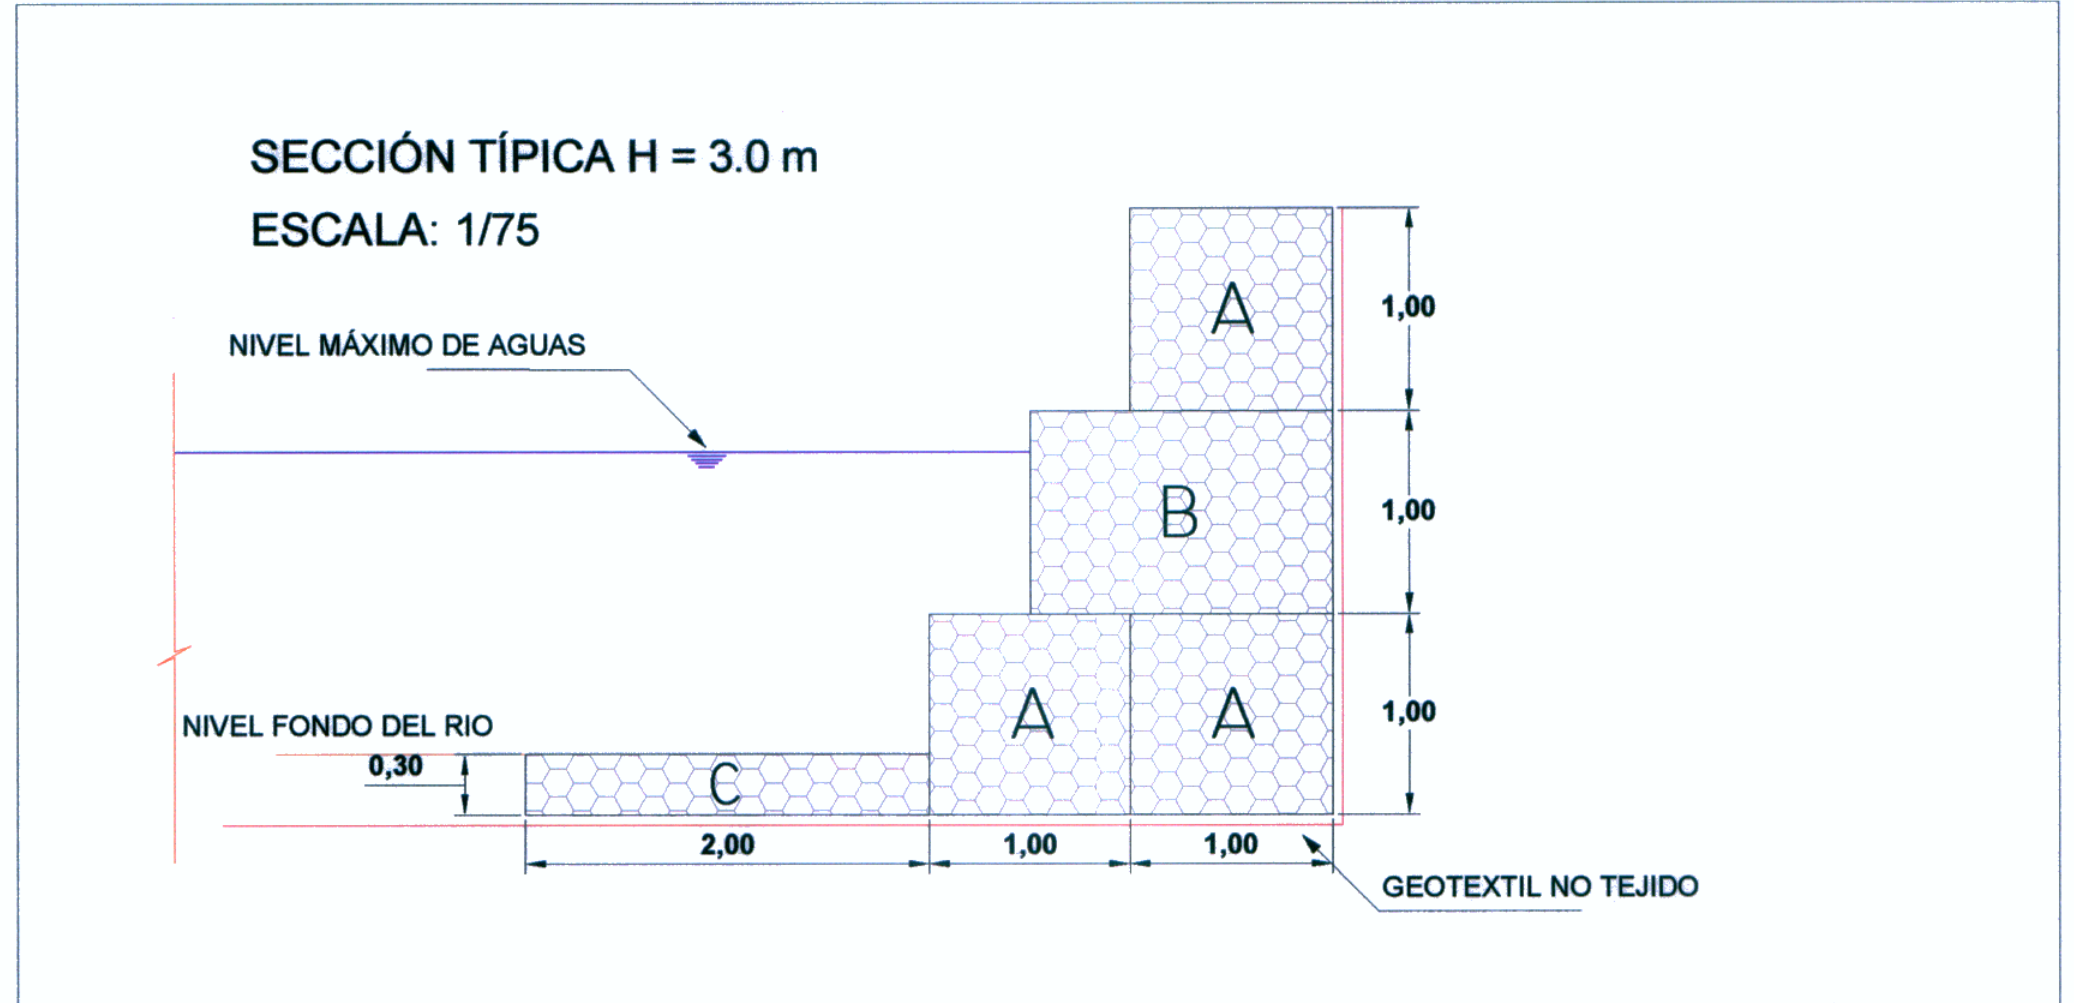 SECCIÓN TÍPICA H = 3.0 m
ESCALA: 1/75
A
1,00
NIVEL MÁXIMO DE AGUAS
B
1,00
A
A
1,00
NIVEL FONDO DEL RIO
0,30
C
2,00
1,00
1,00
GEOTEXTIL NO TEJIDO